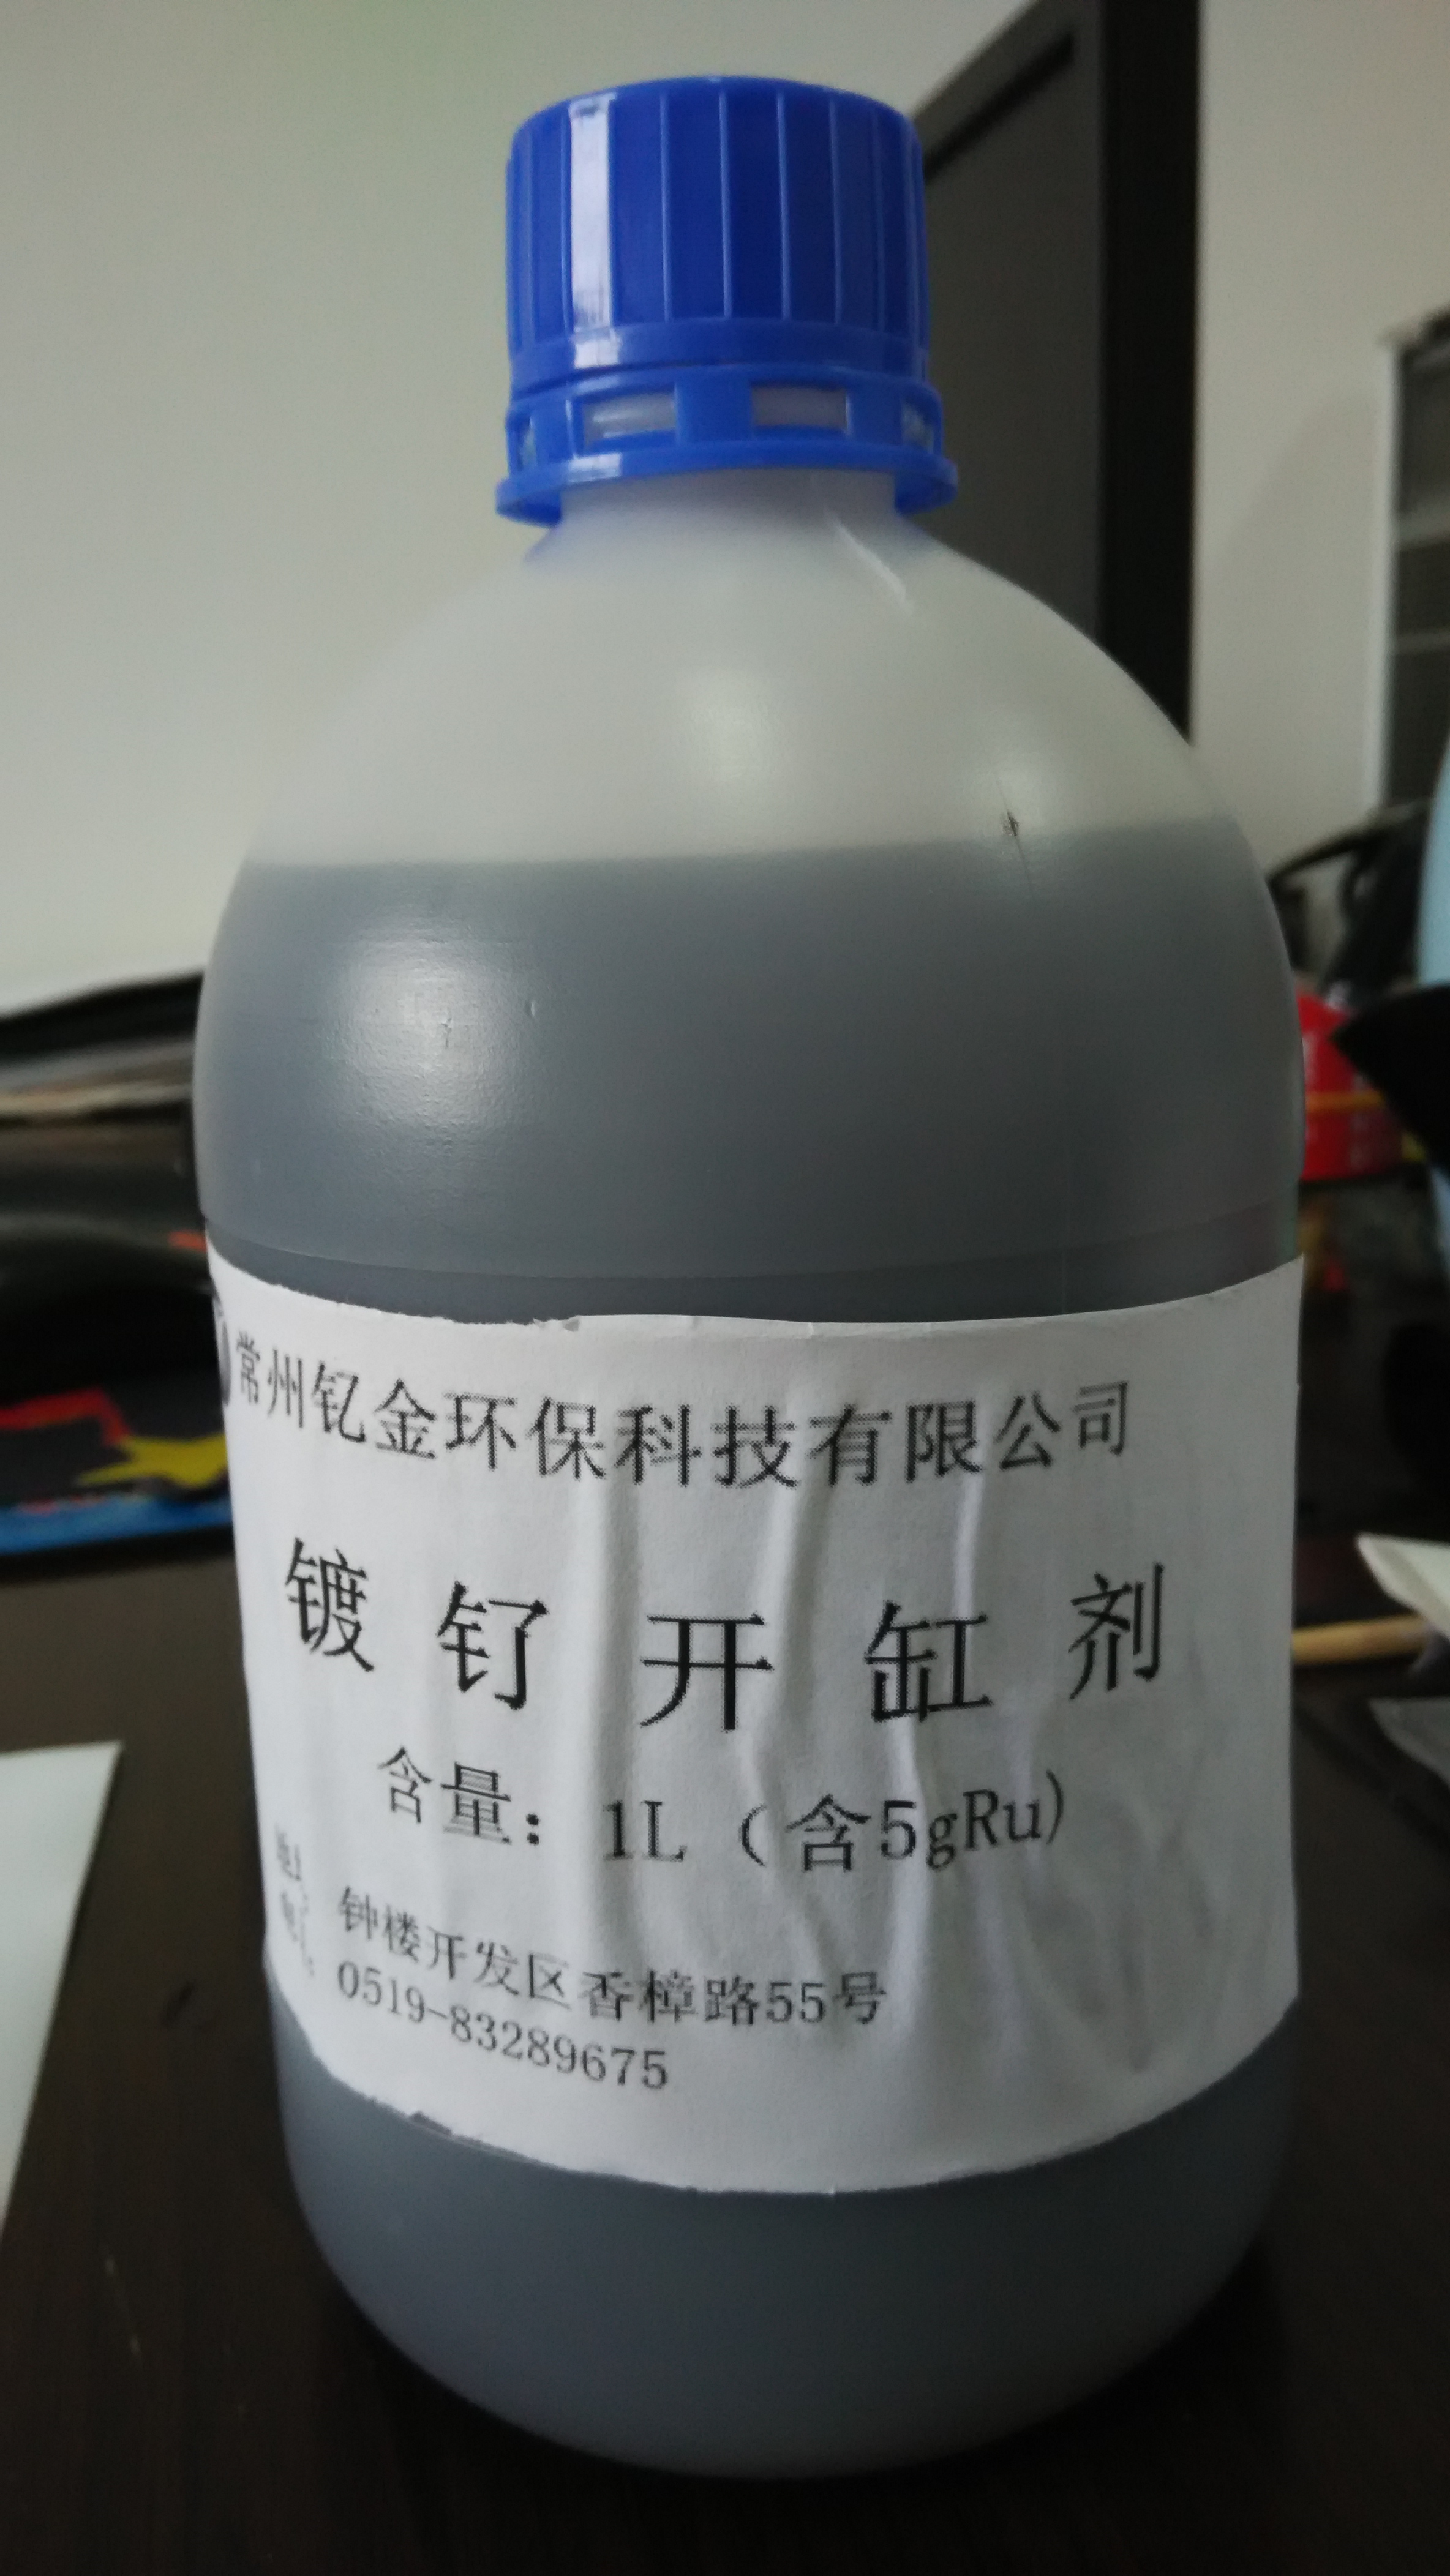 常州钇金环保科技有限公司
镀钌开缸剂
含量：1L（含5gRu）
钟楼开发区香樟路55号
0519-83289675